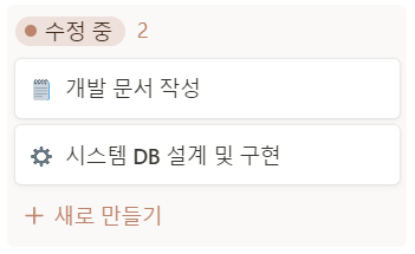 수정 중 2
개발 문서 작성
시스템 DB 설계 및 구현
+ 새로 만들기